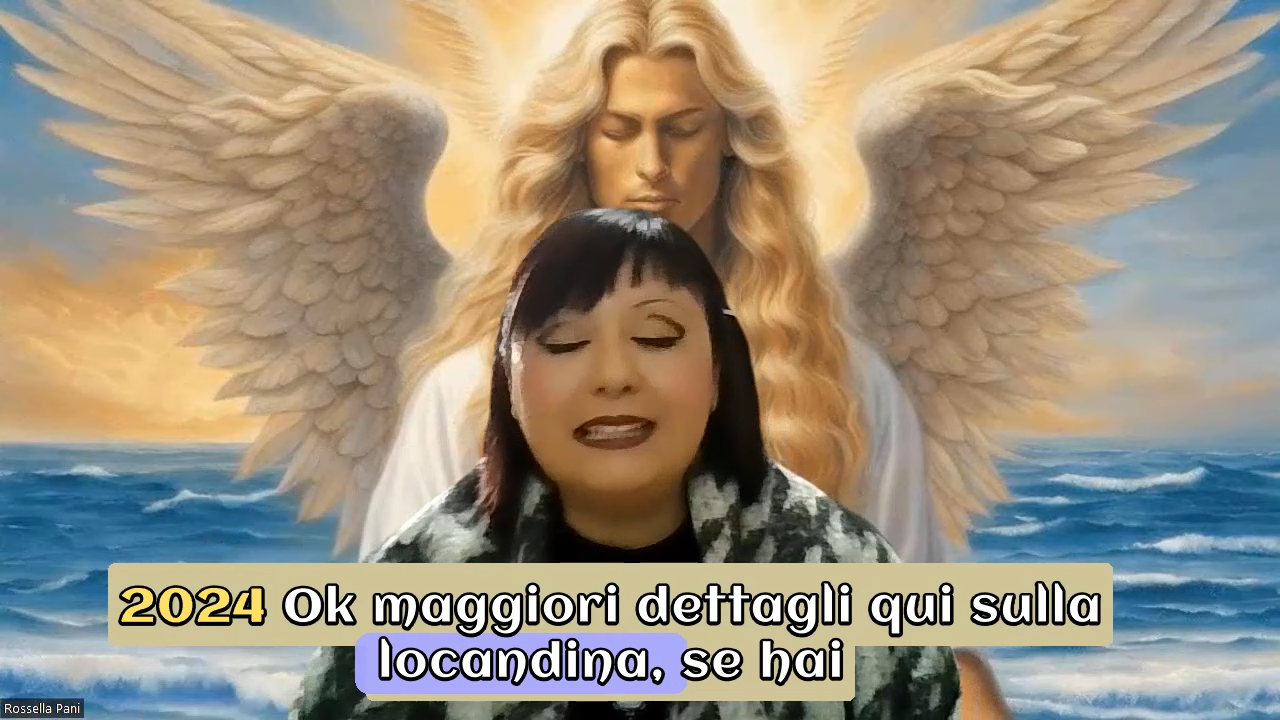 2024 Ok maggiori dettagli qui sulla
locandina, se hai
Rossella Pani